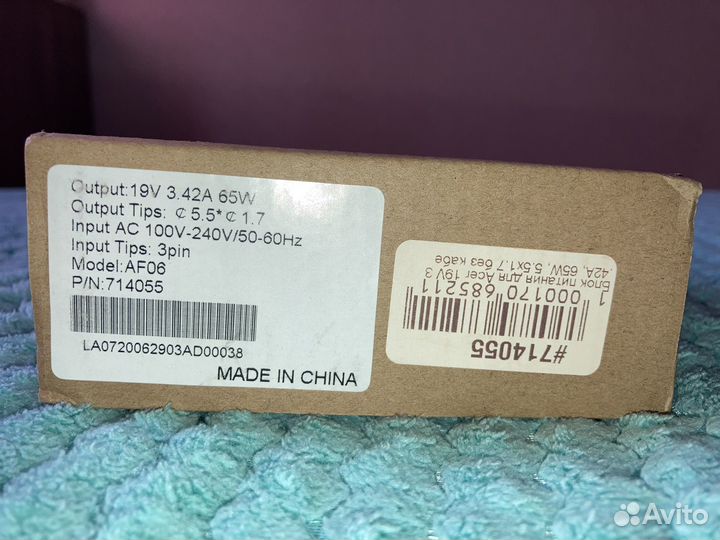 Output:19V 3.42A 65W
Output Tips: ₵ 5.5*₵ 1.7
Input AC 100V-240V/50-60Hz
Input Tips: 3pin
Model:AF06
P/N:714055
LA0720062903AD00038
MADE IN CHINA
#714055
000170 685211
1
Блок питания для Acer 19V 3
.42A, 65W, 5.5x1.7 без кабе
Avito